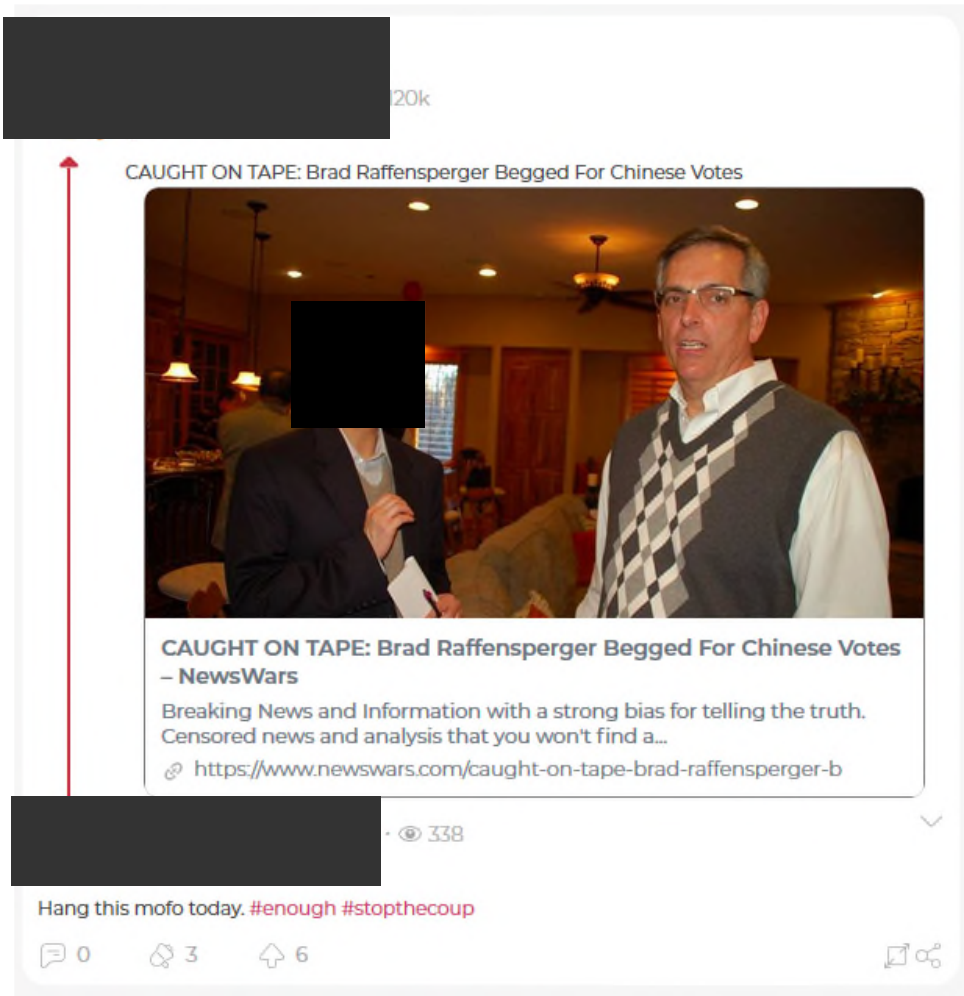 120k
CAUGHT ON TAPE: Brad Raffensperger Begged For Chinese Votes
CAUGHT ON TAPE: Brad Raffensperger Begged For Chinese Votes
– NewsWars
Breaking News and Information with a strong bias for telling the truth.
Censored news and analysis that you won't find a...
https://www.newswars.com/caught-on-tape-brad-raffensperger-b
· 338
Hang this mofo today. #enough #stopthecoup
0 3 6